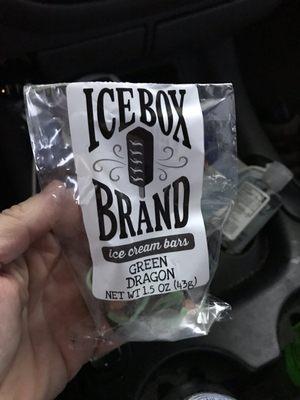 ICEBOX
BRAND
ice cream bars
GREEN
DRAGON
NET WT 1.5 OZ (43g)